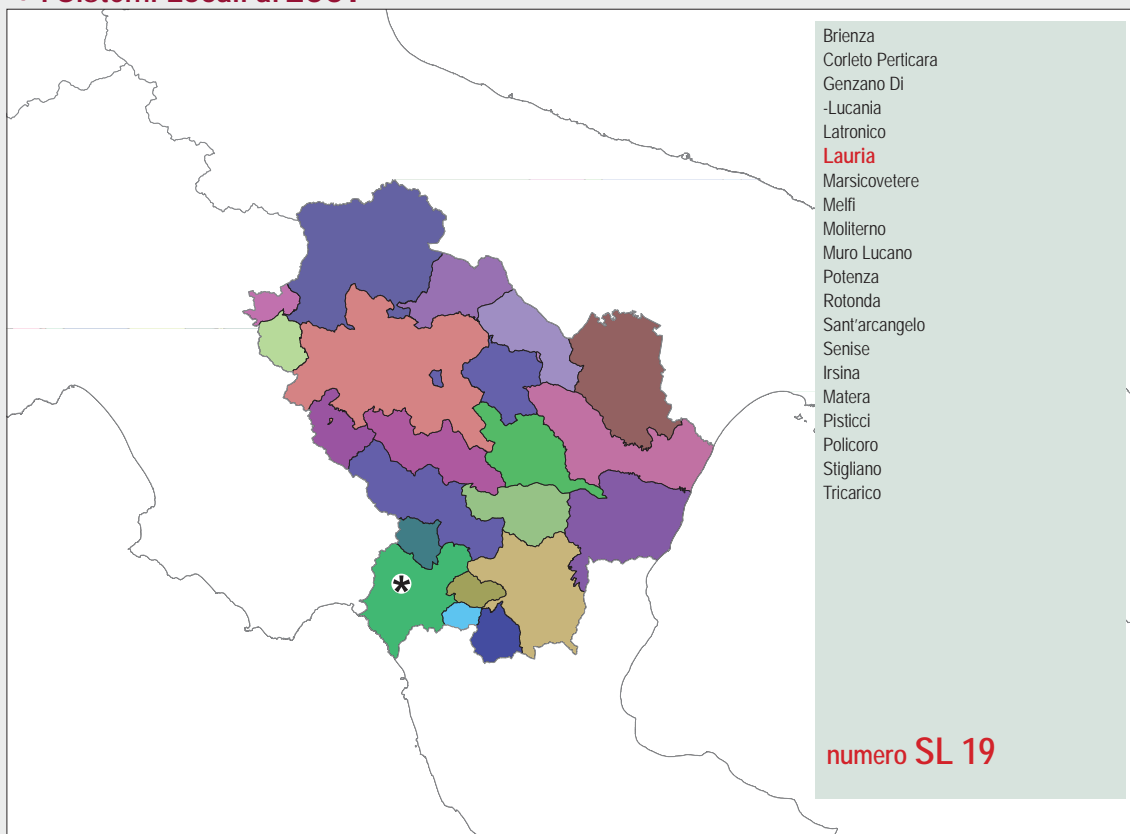 Brienza
Corleto Perticara
Genzano Di
-Lucania
Latronico
Lauria
Marsicovetere
Melfi
Moliterno
Muro Lucano
Potenza
Rotonda
Sant'arcangelo
Senise
Irsina
Matera
Pisticci
Policoro
Stigliano
Tricarico
numero SL 19
*